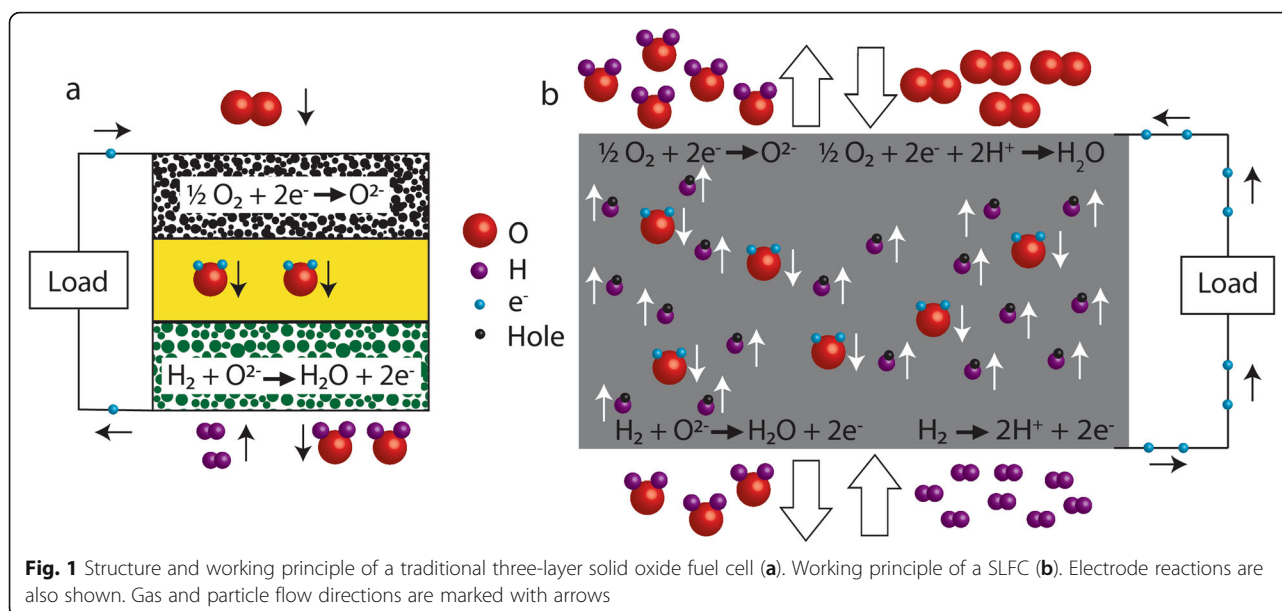 a
½ O₂ + 2e⁻ → O²⁻
Load
H₂ + O²⁻ → H₂O + 2e⁻
O
H
e⁻
Hole
b
½ O₂ + 2e⁻ → O²⁻
½ O₂ + 2e⁻ + 2H⁺ → H₂O
Load
H₂ + O²⁻ → H₂O + 2e⁻
H₂ → 2H⁺ + 2e⁻
Fig. 1 Structure and working principle of a traditional three-layer solid oxide fuel cell (a). Working principle of a SLFC (b). Electrode reactions are
also shown. Gas and particle flow directions are marked with arrows